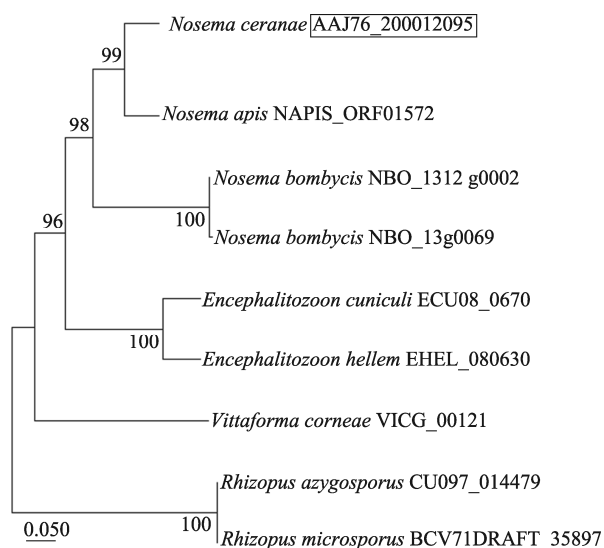 Nosema ceranae AAJ76_200012095
99
Nosema apis NAPIS_ORF01572
98
Nosema bombycis NBO_1312 g0002
100
96
Nosema bombycis NBO_13g0069
Encephalitozoon cuniculi ECU08_0670
100
Encephalitozoon hellem EHEL_080630
Vittaforma corneae VICG_00121
Rhizopus azygosporus CU097_014479
100
0.050
Rhizopus microsporus BCV71DRAFT_35897